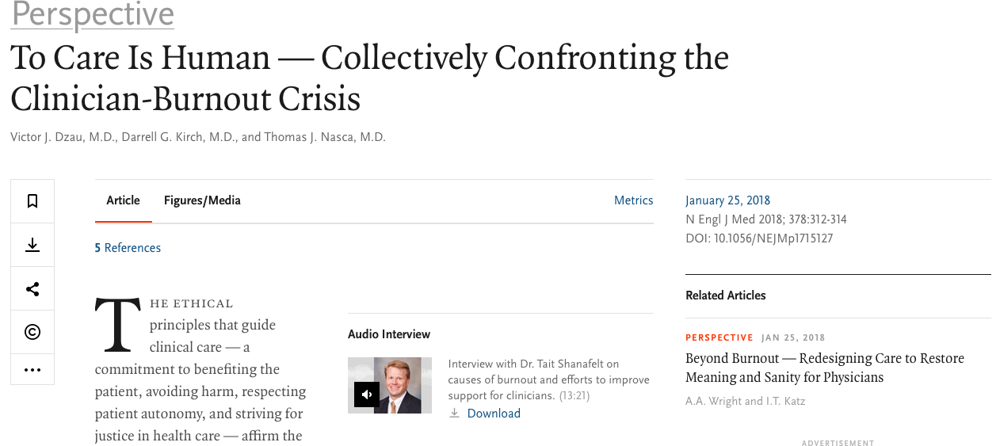 Perspective
To Care Is Human — Collectively Confronting the
Clinician-Burnout Crisis
Victor J. Dzau, M.D., Darrell G. Kirch, M.D., and Thomas J. Nasca, M.D.
Article
Figures/Media
Metrics
5 References
THE ETHICAL
principles that guide
clinical care — a
commitment to benefiting the
patient, avoiding harm, respecting
patient autonomy, and striving for
justice in health care — affirm the
Audio Interview
Interview with Dr. Tait Shanafelt on
causes of burnout and efforts to improve
support for clinicians. (13:21)
Download
January 25, 2018
N Engl J Med 2018; 378:312-314
DOI: 10.1056/NEJMp1715127
Related Articles
PERSPECTIVE JAN 25, 2018
Beyond Burnout — Redesigning Care to Restore
Meaning and Sanity for Physicians
A.A. Wright and I.T. Katz
ADVERTISEMENT